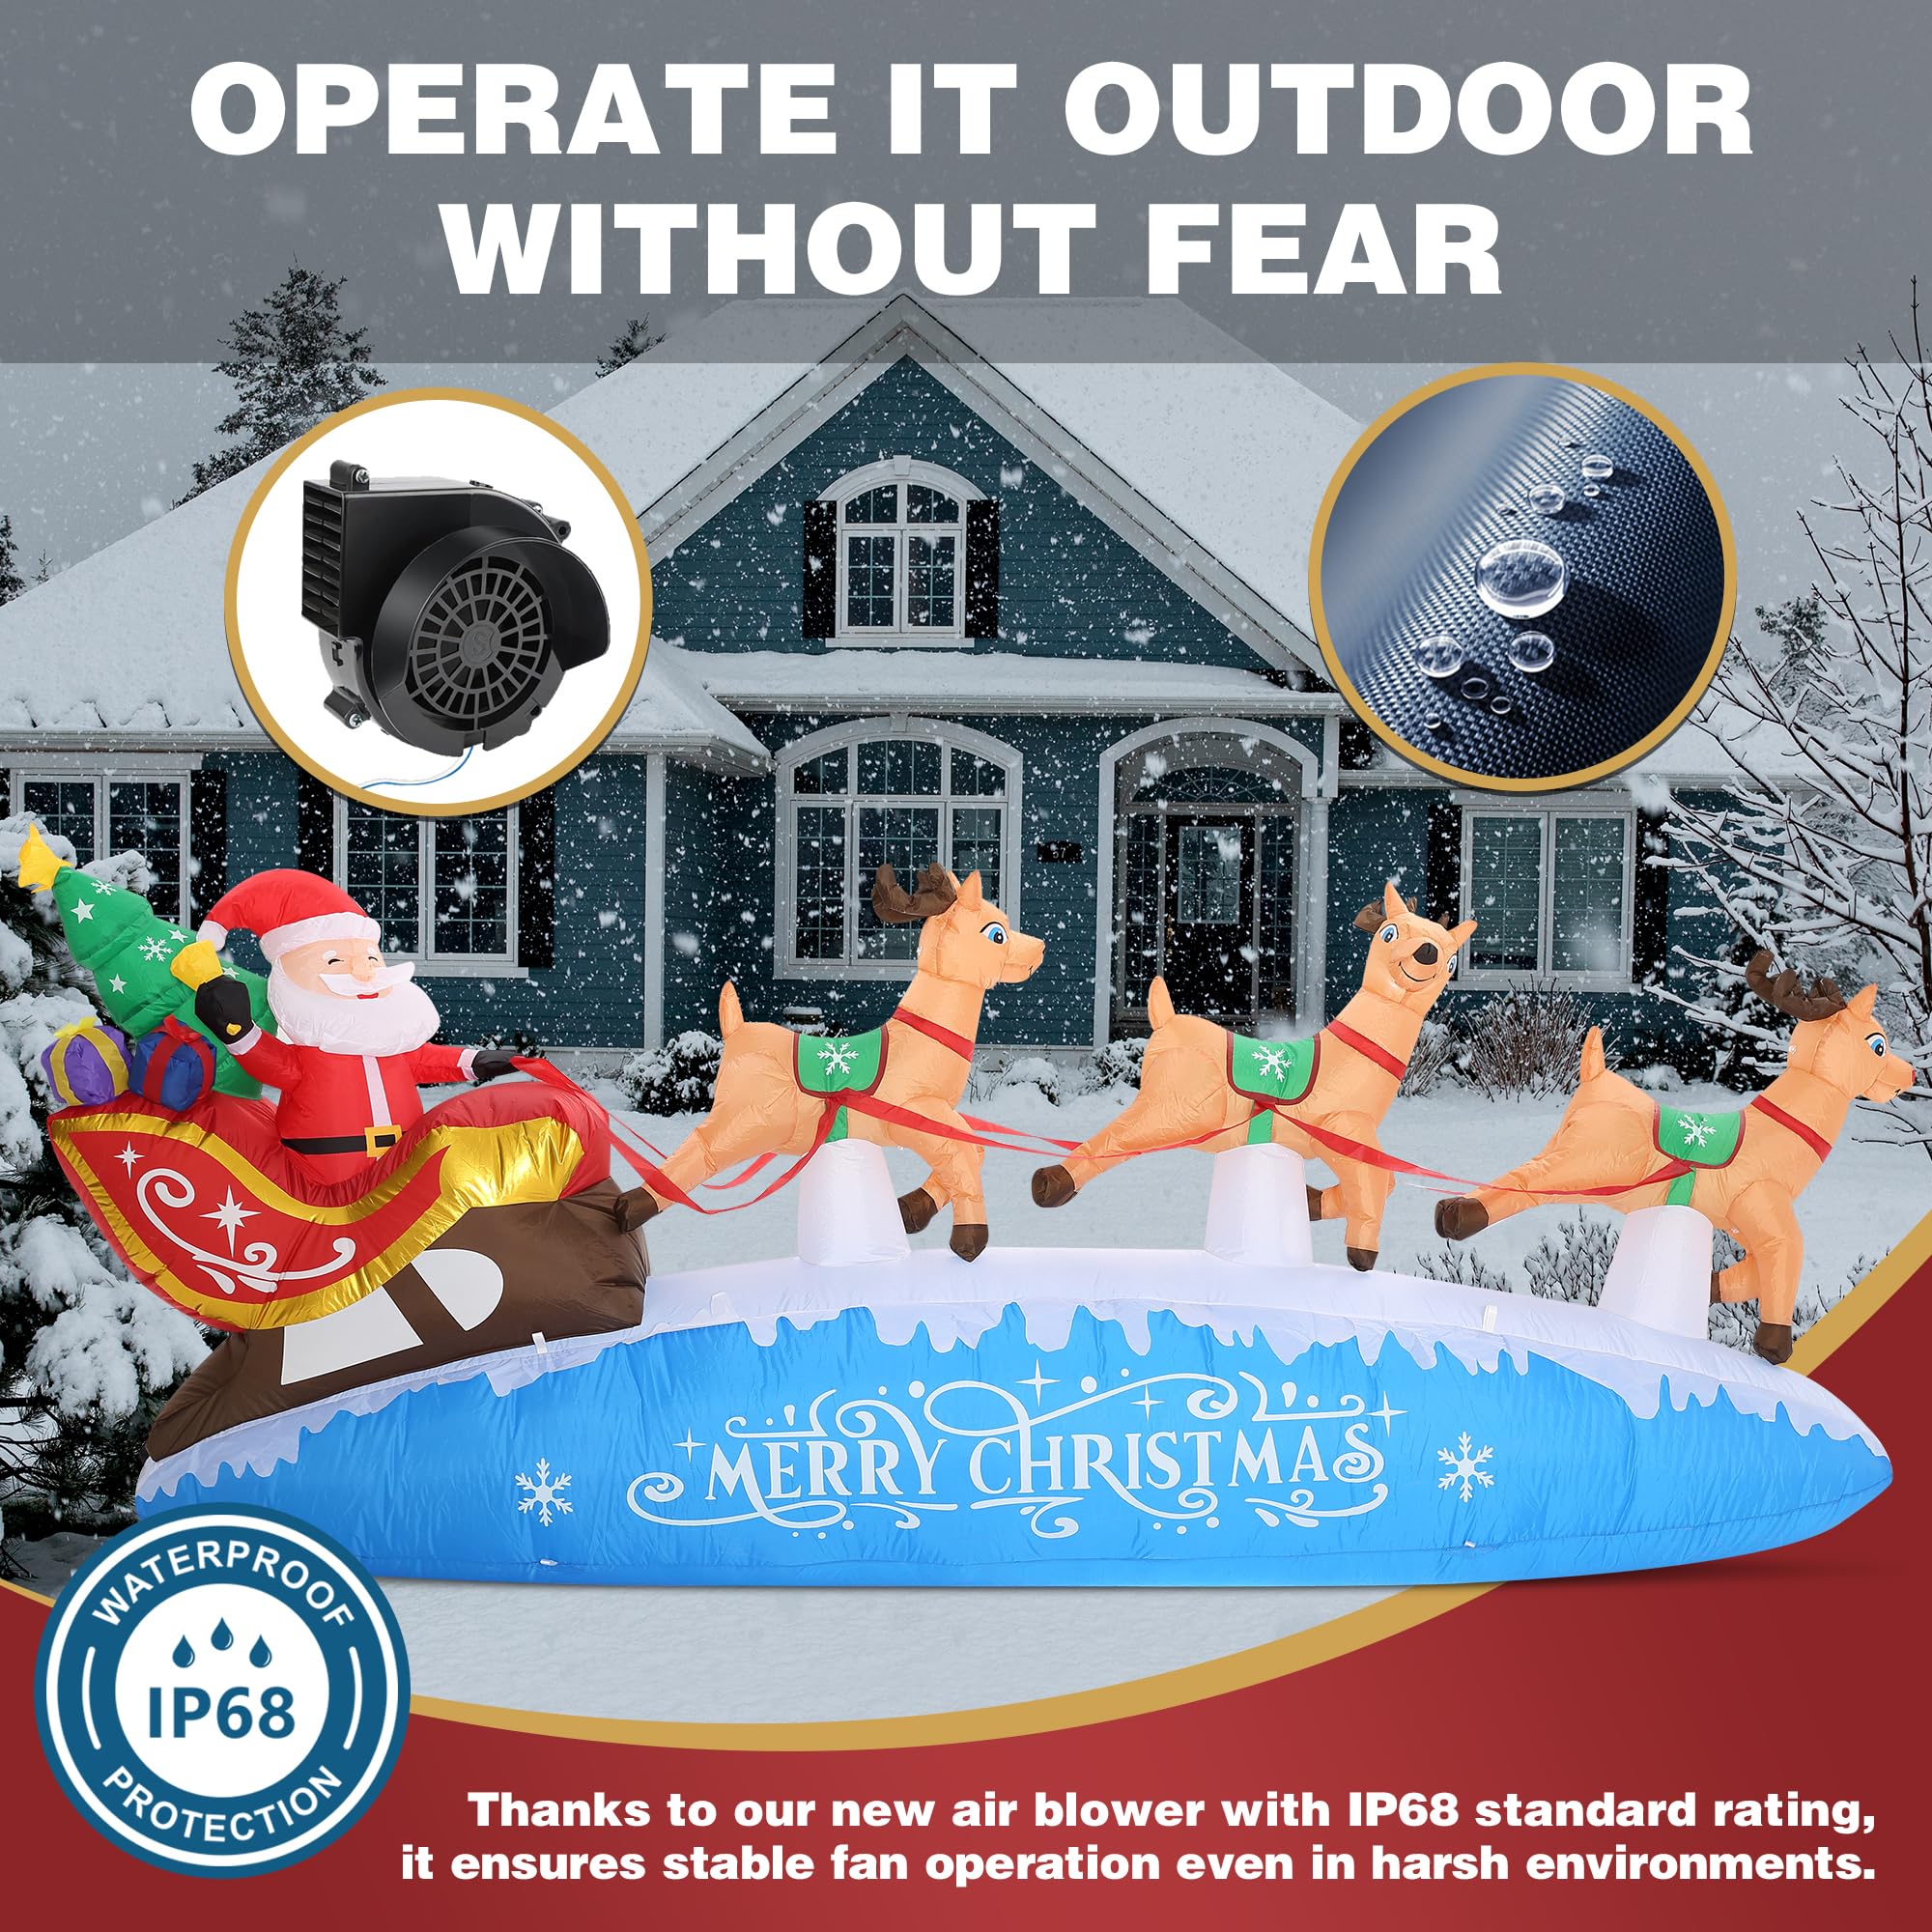 OPERATE IT OUTDOOR
WITHOUT FEAR
MERRY CHRISTMAS
WATERPROOF
IP68
PROTECTION
Thanks to our new air blower with IP68 standard rating,
it ensures stable fan operation even in harsh environments.